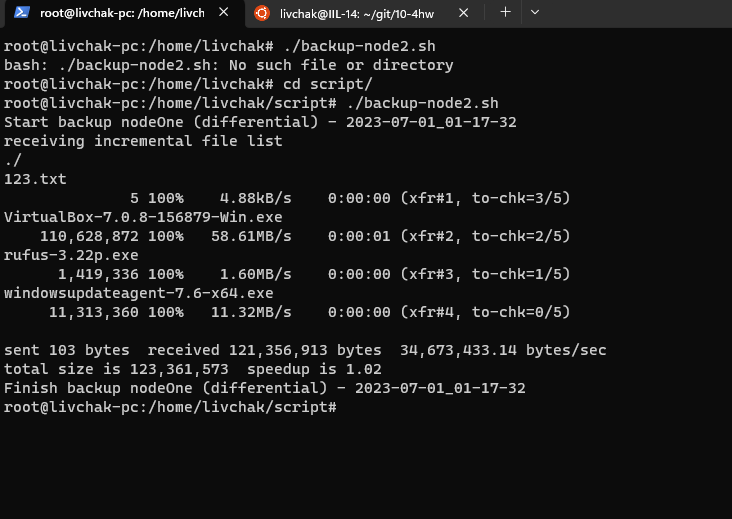 root@livchak-pc: /home/livch
livchak@IIL-14: ~/git/10-4hw
root@livchak-pc:/home/livchak# ./backup-node2.sh
bash: ./backup-node2.sh: No such file or directory
root@livchak-pc:/home/livchak# cd script/
root@livchak-pc:/home/livchak/script# ./backup-node2.sh
Start backup nodeOne (differential) - 2023-07-01_01-17-32
receiving incremental file list
./
123.txt
              5 100%    4.88kB/s    0:00:00 (xfr#1, to-chk=3/5)
VirtualBox-7.0.8-156879-Win.exe
    110,628,872 100%   58.61MB/s    0:00:01 (xfr#2, to-chk=2/5)
rufus-3.22p.exe
      1,419,336 100%    1.60MB/s    0:00:00 (xfr#3, to-chk=1/5)
windowsupdateagent-7.6-x64.exe
     11,313,360 100%   11.32MB/s    0:00:00 (xfr#4, to-chk=0/5)
sent 103 bytes  received 121,356,913 bytes  34,673,433.14 bytes/sec
total size is 123,361,573  speedup is 1.02
Finish backup nodeOne (differential) - 2023-07-01_01-17-32
root@livchak-pc:/home/livchak/script#